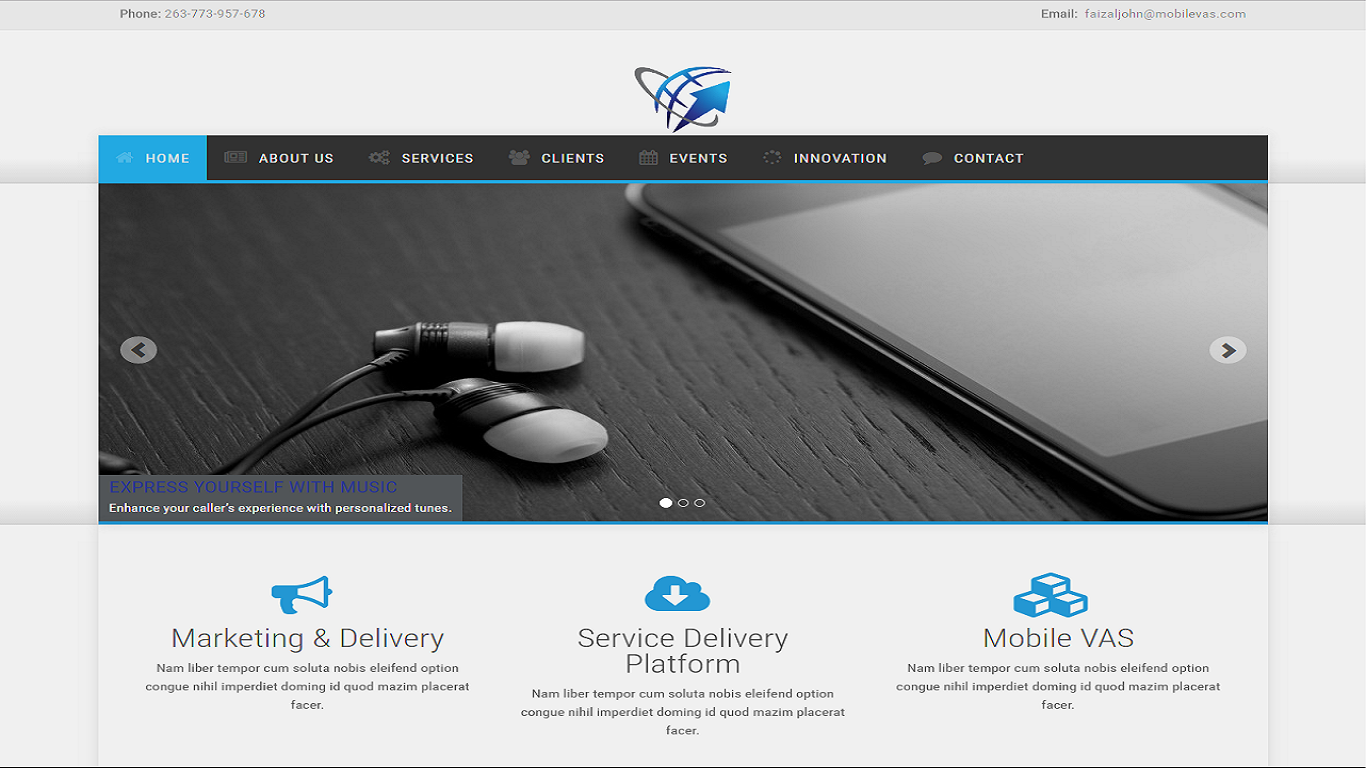 Phone: 263-773-957-678
Email: faizaljohn@mobilevas.com
HOME ABOUT US SERVICES CLIENTS EVENTS INNOVATION CONTACT
EXPRESS YOURSELF WITH MUSIC
Enhance your caller's experience with personalized tunes.
Marketing & Delivery
Nam liber tempor cum soluta nobis eleifend option
congue nihil imperdiet doming id quod mazim placerat
facer.
Service Delivery
Platform
Nam liber tempor cum soluta nobis eleifend option
congue nihil imperdiet doming id quod mazim placerat
facer.
Mobile VAS
Nam liber tempor cum soluta nobis eleifend option
congue nihil imperdiet doming id quod mazim placerat
facer.